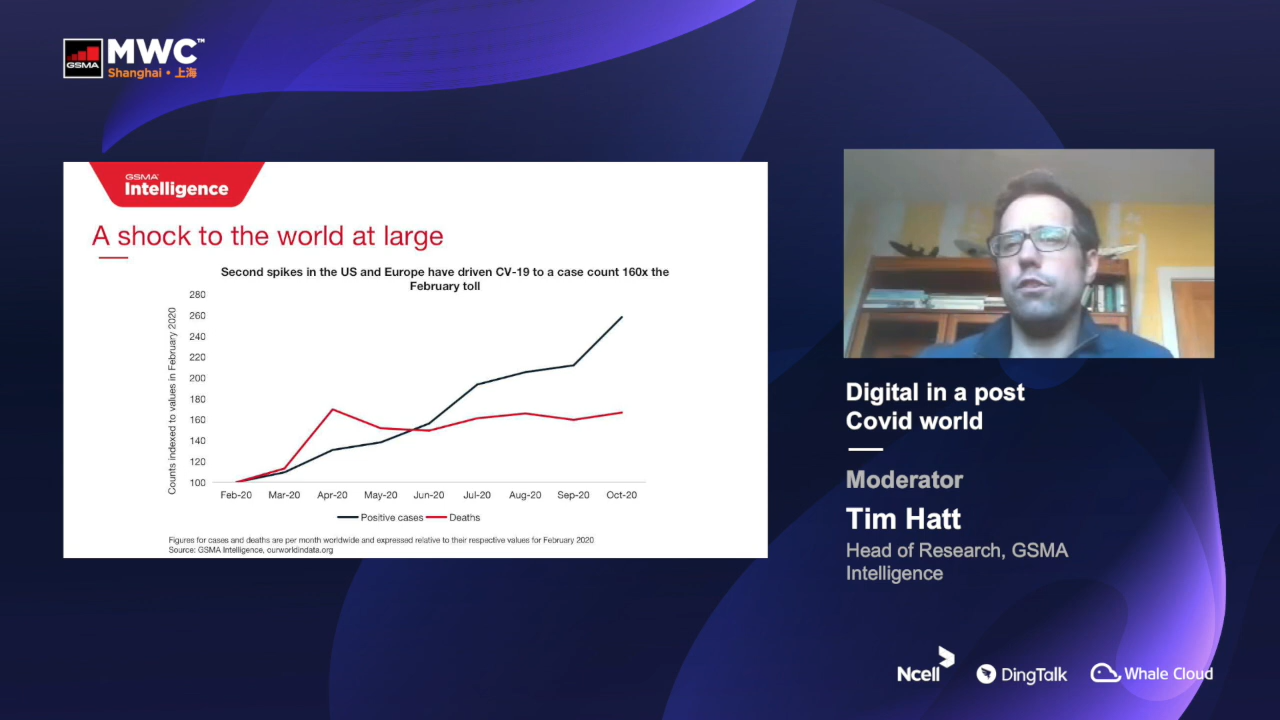 GSMA
MWC™
Shanghai • 上海
GSMA
Intelligence
A shock to the world at large
Second spikes in the US and Europe have driven CV-19 to a case count 160x the
February toll
Counts indexed to values in February 2020
280
260
240
220
200
180
160
140
120
100
Feb-20 Mar-20 Apr-20 May-20 Jun-20 Jul-20 Aug-20 Sep-20 Oct-20
Positive cases Deaths
Figures for cases and deaths are per month worldwide and expressed relative to their respective values for February 2020
Source: GSMA Intelligence, ourworldindata.org
Digital in a post
Covid world
Moderator
Tim Hatt
Head of Research, GSMA
Intelligence
Ncell DingTalk Whale Cloud